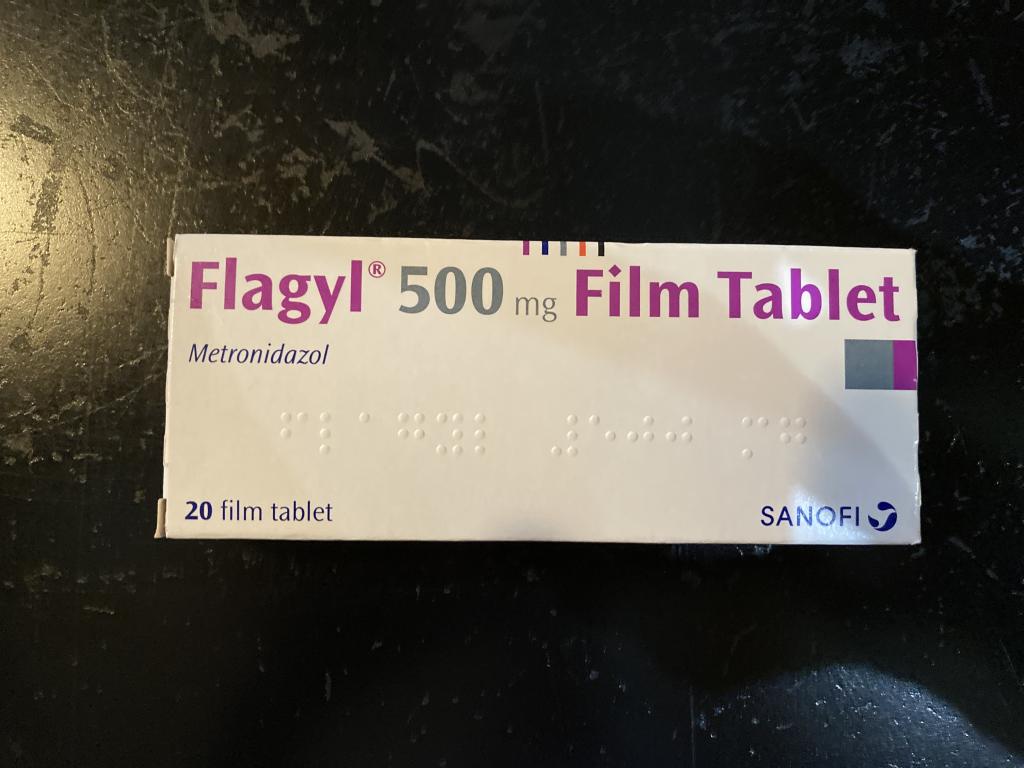 Flagyl® 500 mg Film Tablet
Metronidazol
20 film tablet
SANOFI